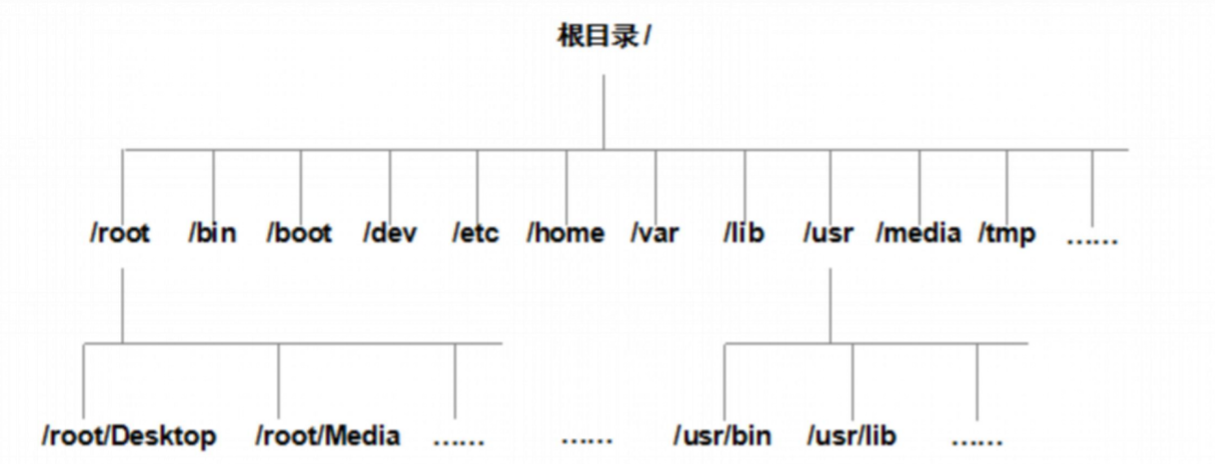 根目录 /
/root /bin /boot /dev /etc /home /var /lib /usr /media /tmp ……
/root/Desktop /root/Media …… …… /usr/bin /usr/lib ……